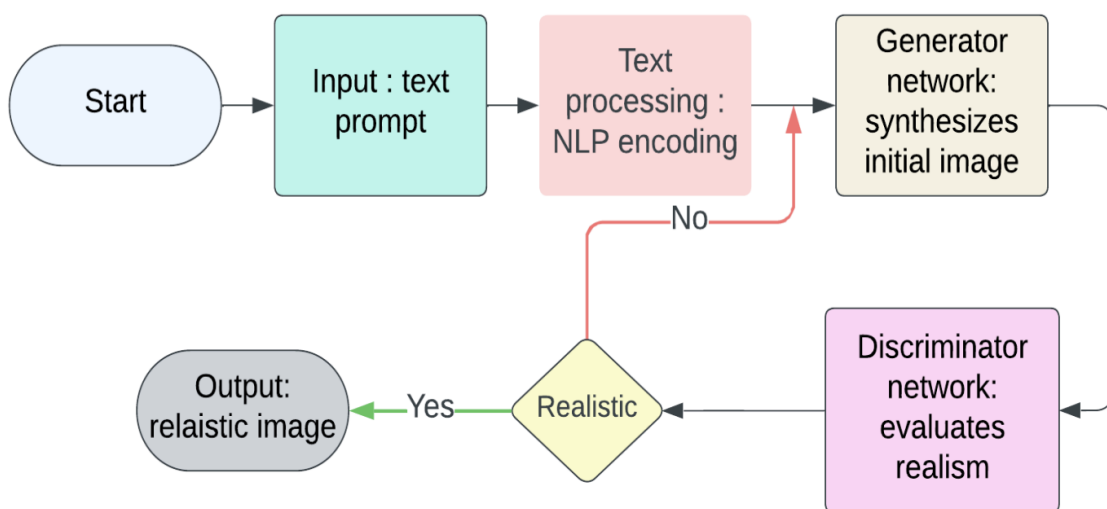 Start
Input : text
prompt
Text
processing :
NLP encoding
Generator
network:
synthesizes
initial image
No
Discriminator
network:
evaluates
realism
Realistic
Yes
Output:
relaistic image